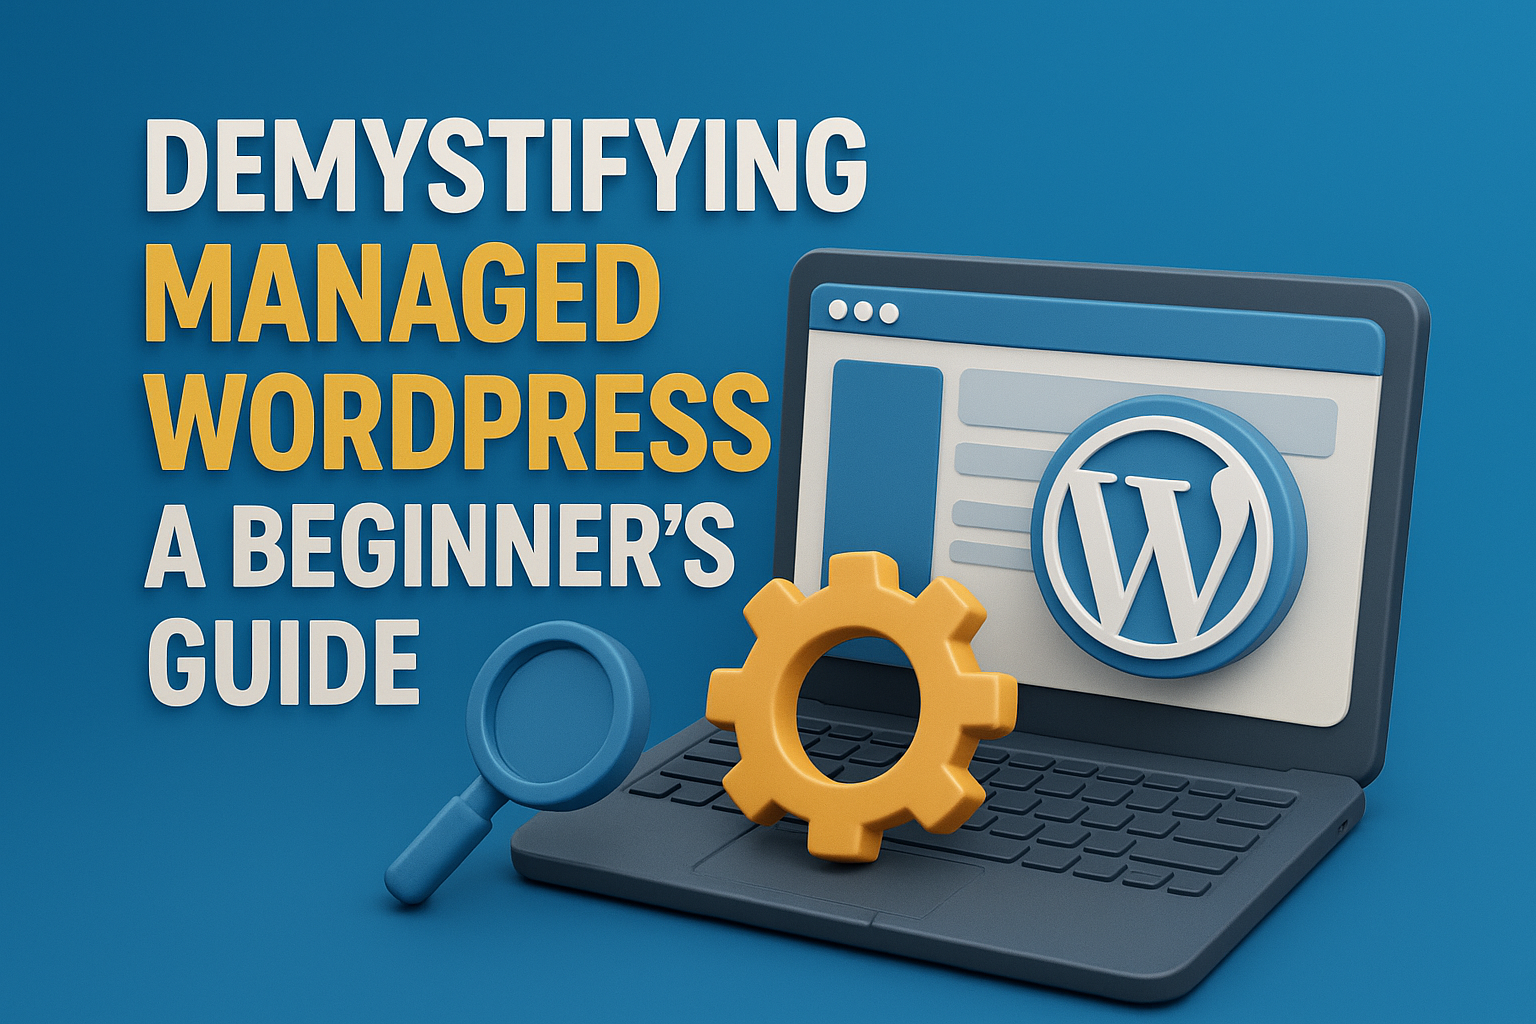 DEMYSTIFYING
MANAGED
WORDPRESS
A BEGINNER’S
GUIDE
W